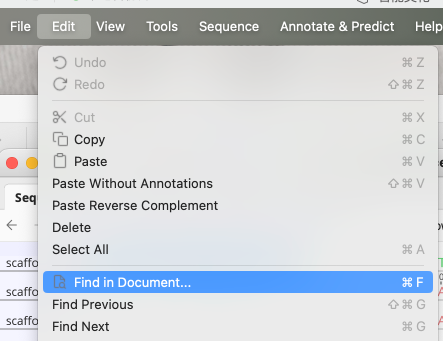 File Edit View Tools Sequence Annotate & Predict Help
Undo ⌘ Z
Redo ⇧⌘ Z
Cut ⌘ X
Copy ⌘ C
Paste ⌘ V
Paste Without Annotations ⇧⌘ V
Paste Reverse Complement
Delete
Select All ⌘ A
Find in Document... ⌘ F
Find Previous ⇧⌘ G
Find Next ⌘ G
Seq
scaffo
scaffo
scaffo